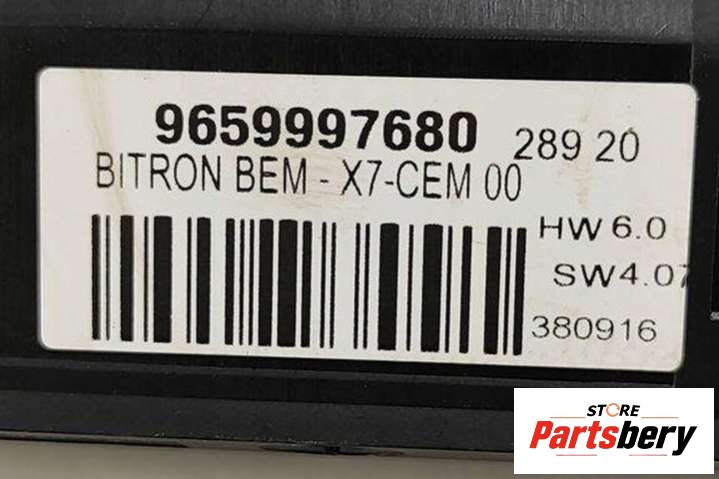 9659997680 289 20
BITRON BEM - X7-CEM 00
HW 6.0
SW4.07
380916
STORE
Partsbery